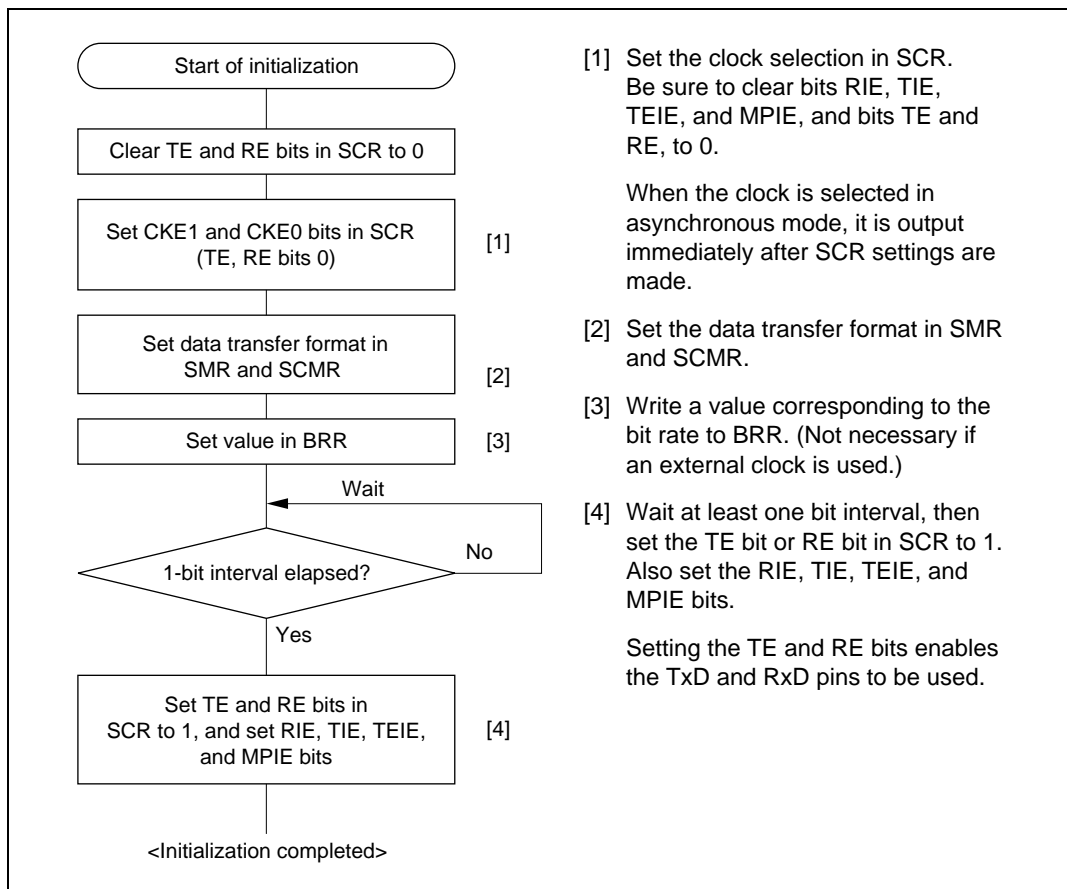 Start of initialization
Clear TE and RE bits in SCR to 0
Set CKE1 and CKE0 bits in SCR
(TE, RE bits 0)
[1]
Set data transfer format in
SMR and SCMR
[2]
Set value in BRR
[3]
Wait
1-bit interval elapsed?
No
Yes
Set TE and RE bits in
SCR to 1, and set RIE, TIE, TEIE,
and MPIE bits
[4]
<Initialization completed>
[1] Set the clock selection in SCR.
Be sure to clear bits RIE, TIE,
TEIE, and MPIE, and bits TE and
RE, to 0.
When the clock is selected in
asynchronous mode, it is output
immediately after SCR settings are
made.
[2] Set the data transfer format in SMR
and SCMR.
[3] Write a value corresponding to the
bit rate to BRR. (Not necessary if
an external clock is used.)
[4] Wait at least one bit interval, then
set the TE bit or RE bit in SCR to 1.
Also set the RIE, TIE, TEIE, and
MPIE bits.
Setting the TE and RE bits enables
the TxD and RxD pins to be used.